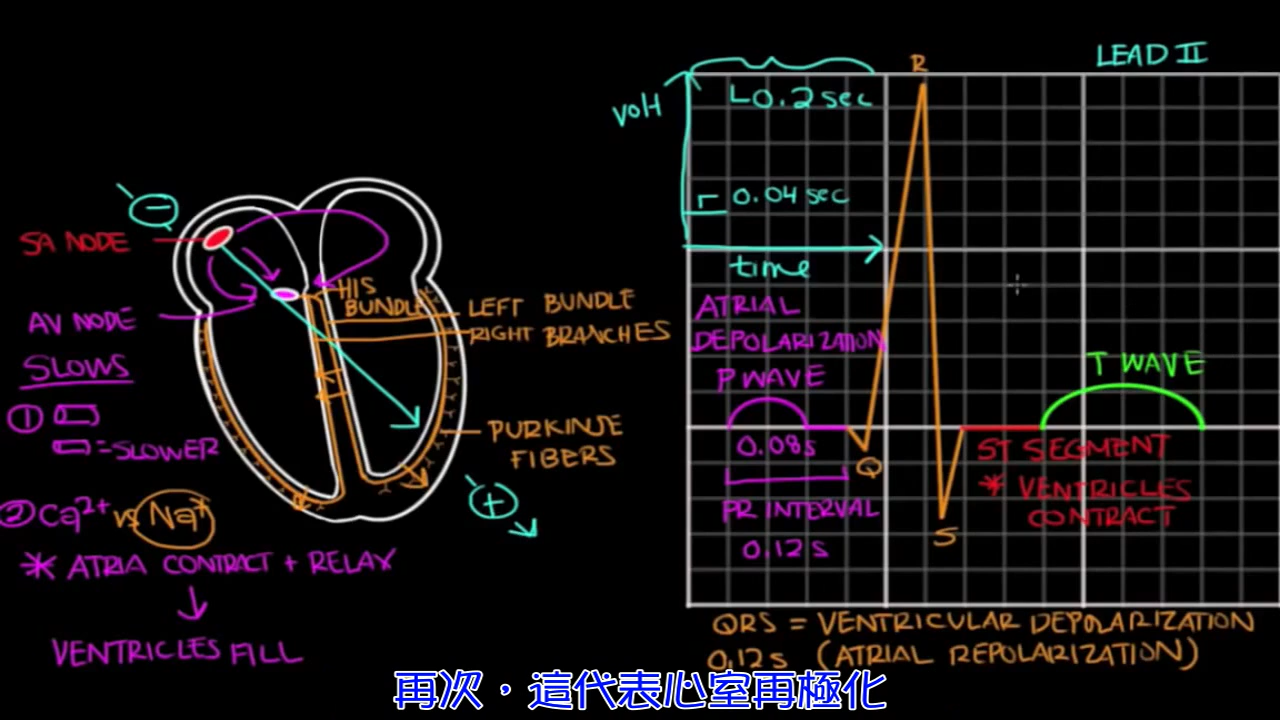 LEAD II
R
volt
0.2 sec
0.04 sec
time
SA NODE
HIS
BUNDLE
LEFT BUNDLE
RIGHT BRANCHES
AV NODE
SLOWS
①
=SLOWER
PURKINJE
FIBERS
② Ca2+ vs Na+
* ATRIA CONTRACT + RELAX
VENTRICLES FILL
ATRIAL
DEPOLARIZATION
P WAVE
0.08s
PR INTERVAL
0.12s
Q
S
T WAVE
ST SEGMENT
* VENTRICLES
CONTRACT
QRS = VENTRICULAR DEPOLARIZATION
0.12s (ATRIAL REPOLARIZATION)
再次，這代表心室再極化